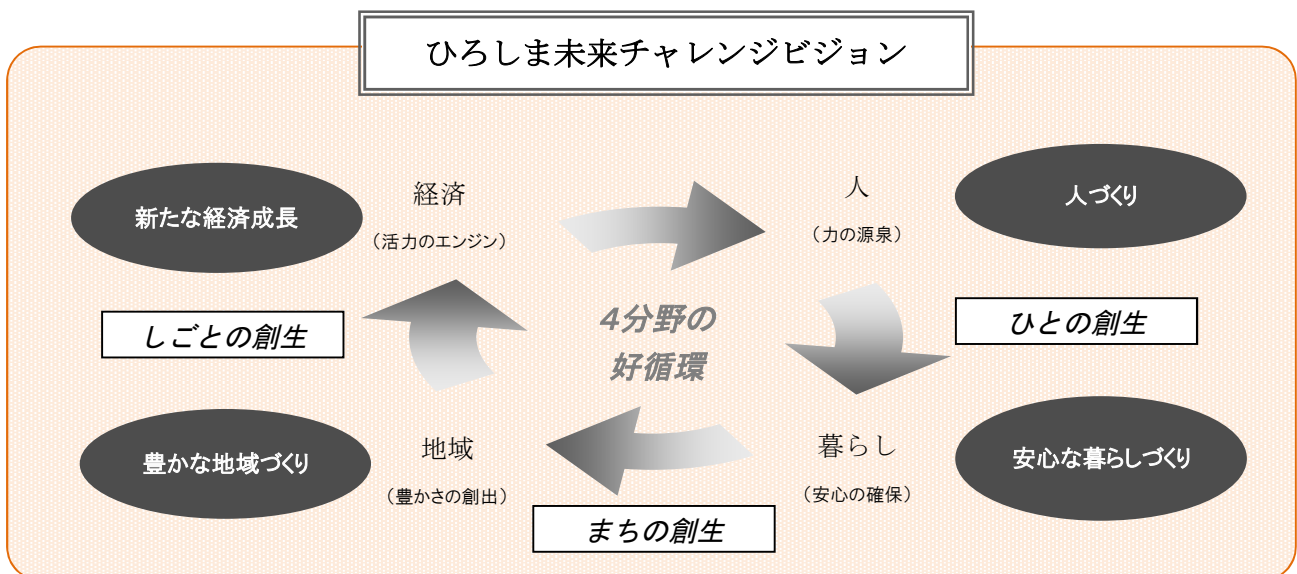 ひろしま未来チャレンジビジョン
新たな経済成長
経済
(活力のエンジン)
人
(力の源泉)
人づくり
しごとの創生
4分野の
好循環
ひとの創生
豊かな地域づくり
地域
(豊かさの創出)
暮らし
(安心の確保)
安心な暮らしづくり
まちの創生